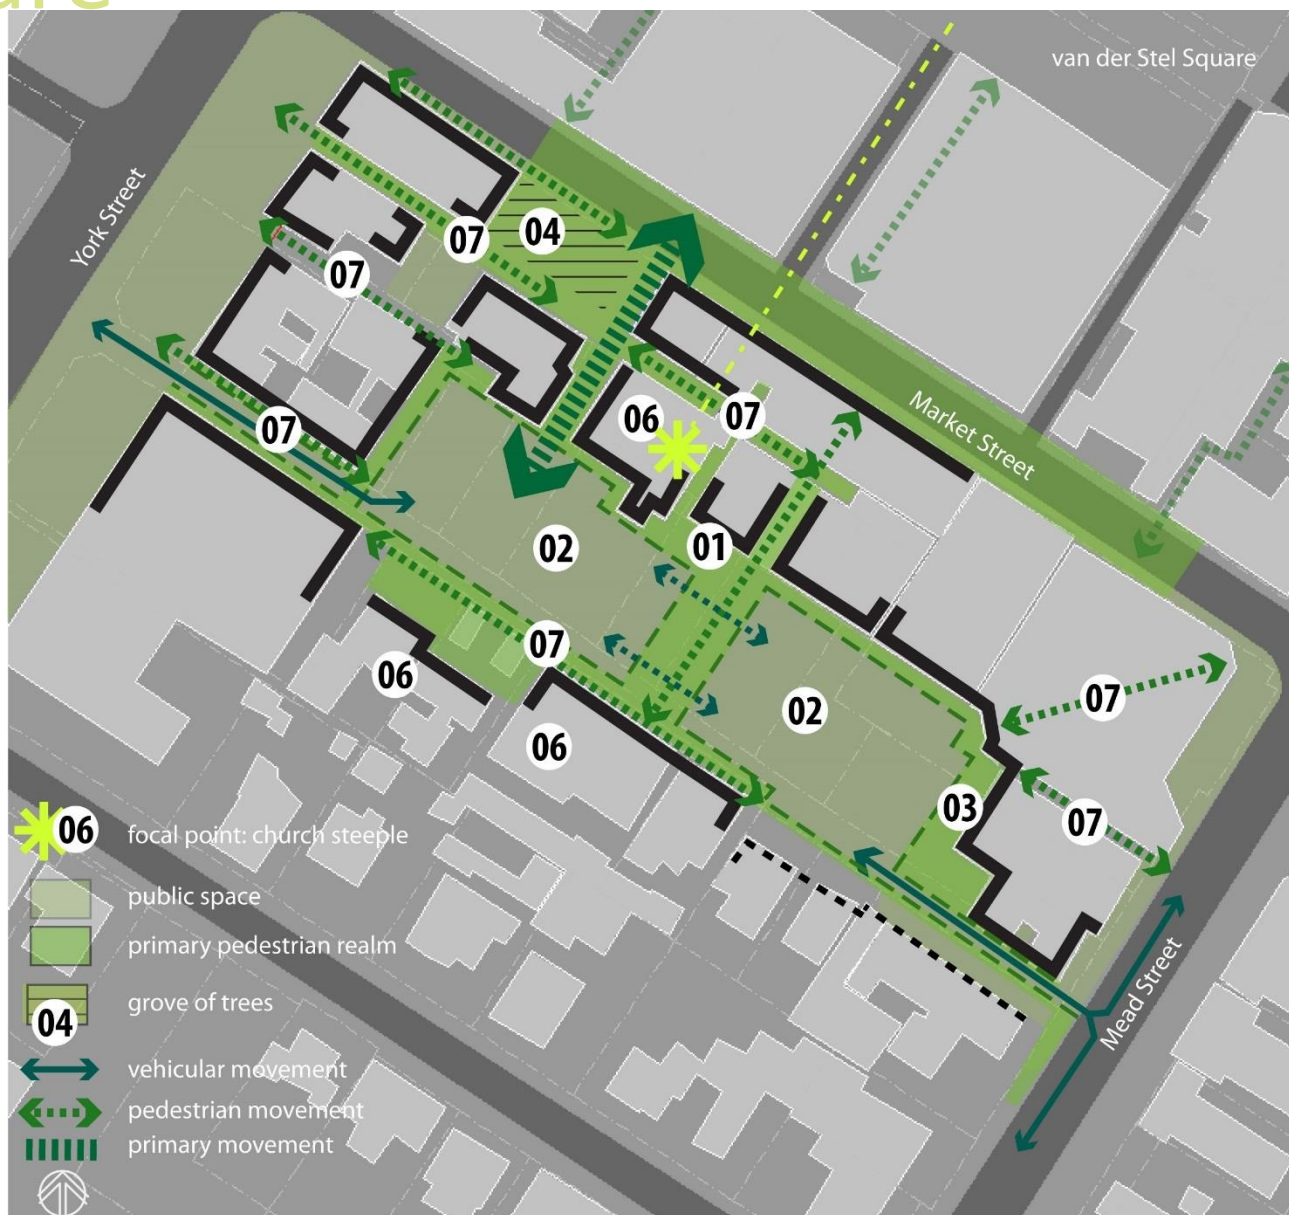 van der Stel Square
York Street
04
07
07
06
07
Market Street
07
02
01
07
06
07
02
06
03
07
06 focal point: church steeple
public space
primary pedestrian realm
grove of trees
04
Mead Street
vehicular movement
pedestrian movement
primary movement